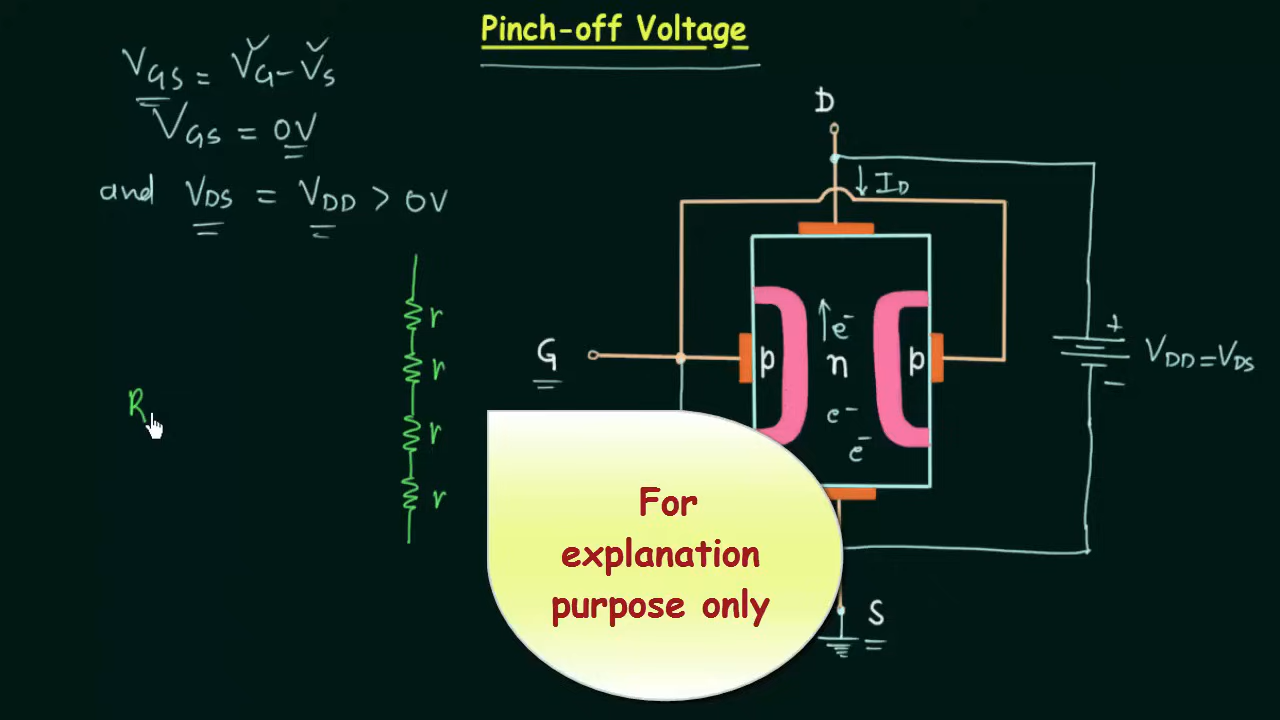 Pinch-off Voltage
VGS = VG - VS
VGS = 0V
and VDS = VDD > 0V
D
↓ ID
r
r
r
r
R
G
p
n
p
↑ e-
e-
e-
+
VDD = VDS
-
S
For
explanation
purpose only